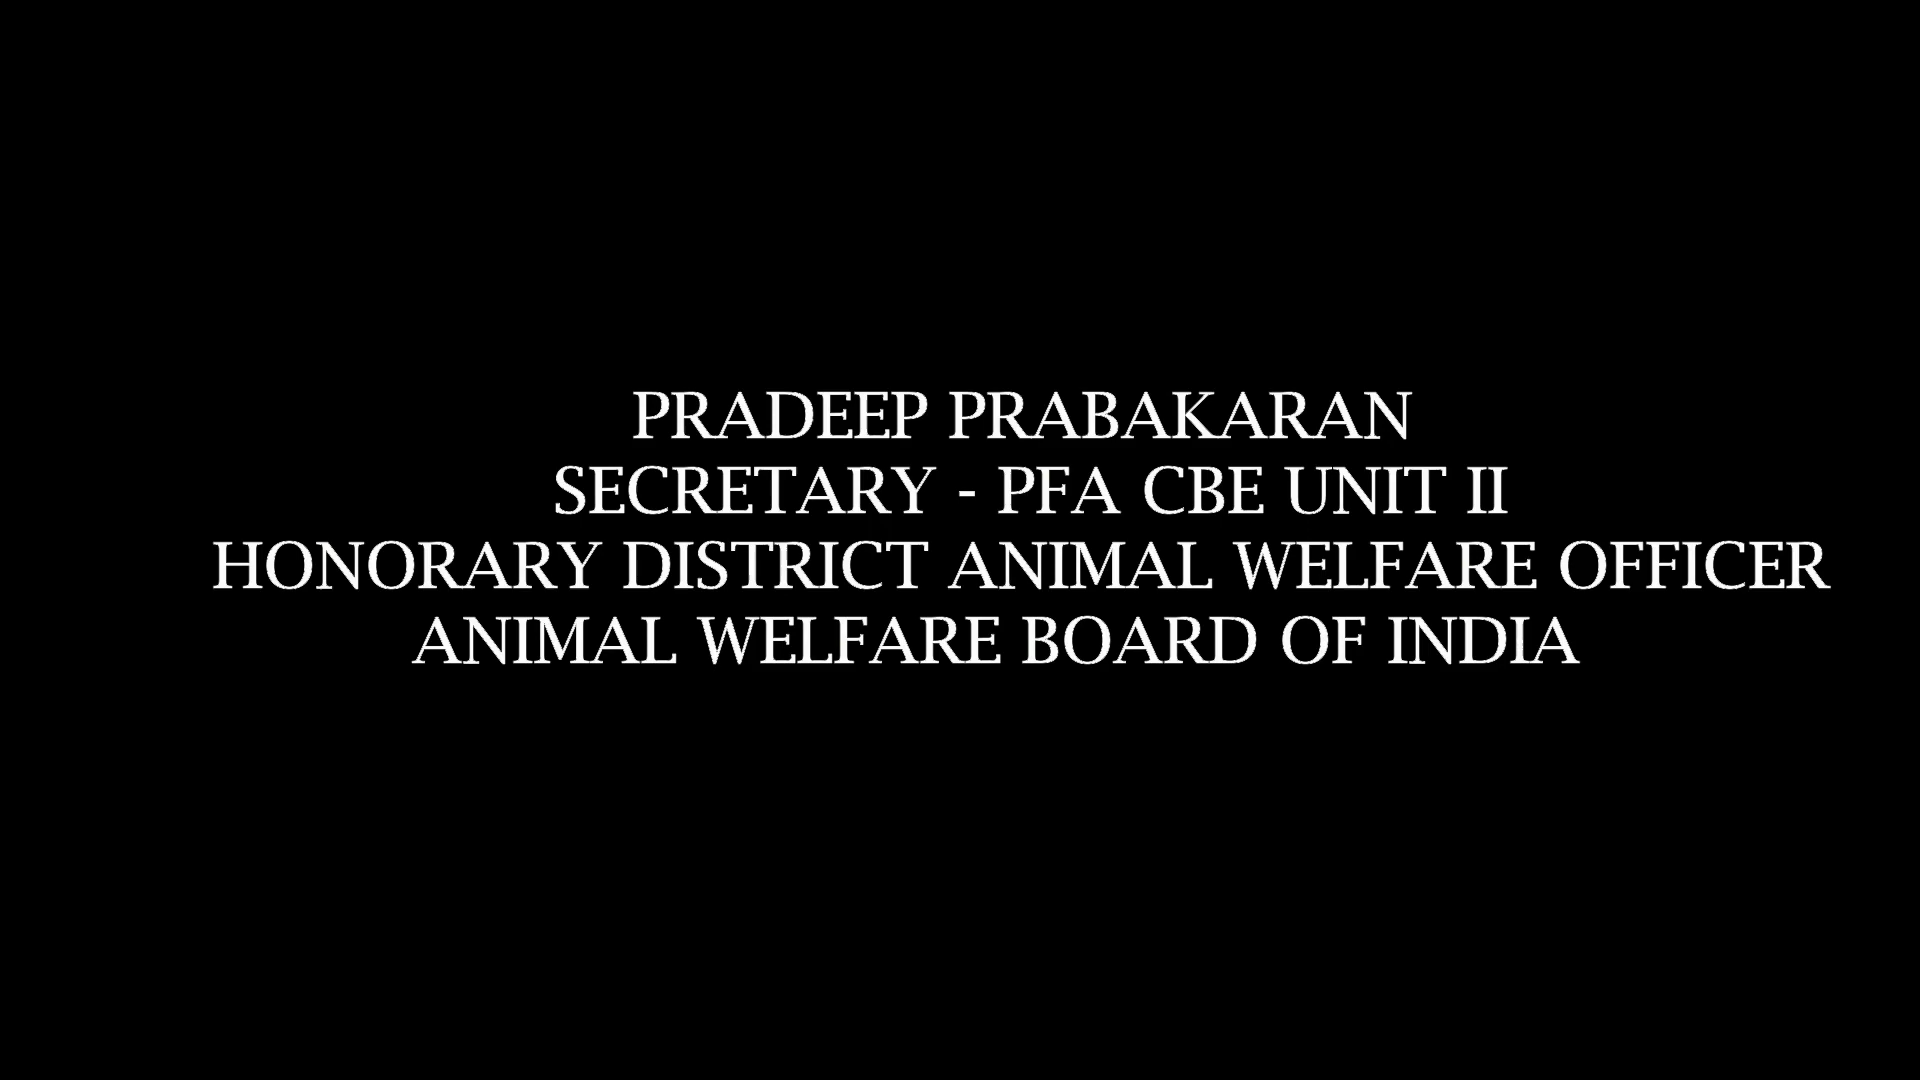 PRADEEP PRABAKARAN
SECRETARY - PFA CBE UNIT II
HONORARY DISTRICT ANIMAL WELFARE OFFICER
ANIMAL WELFARE BOARD OF INDIA